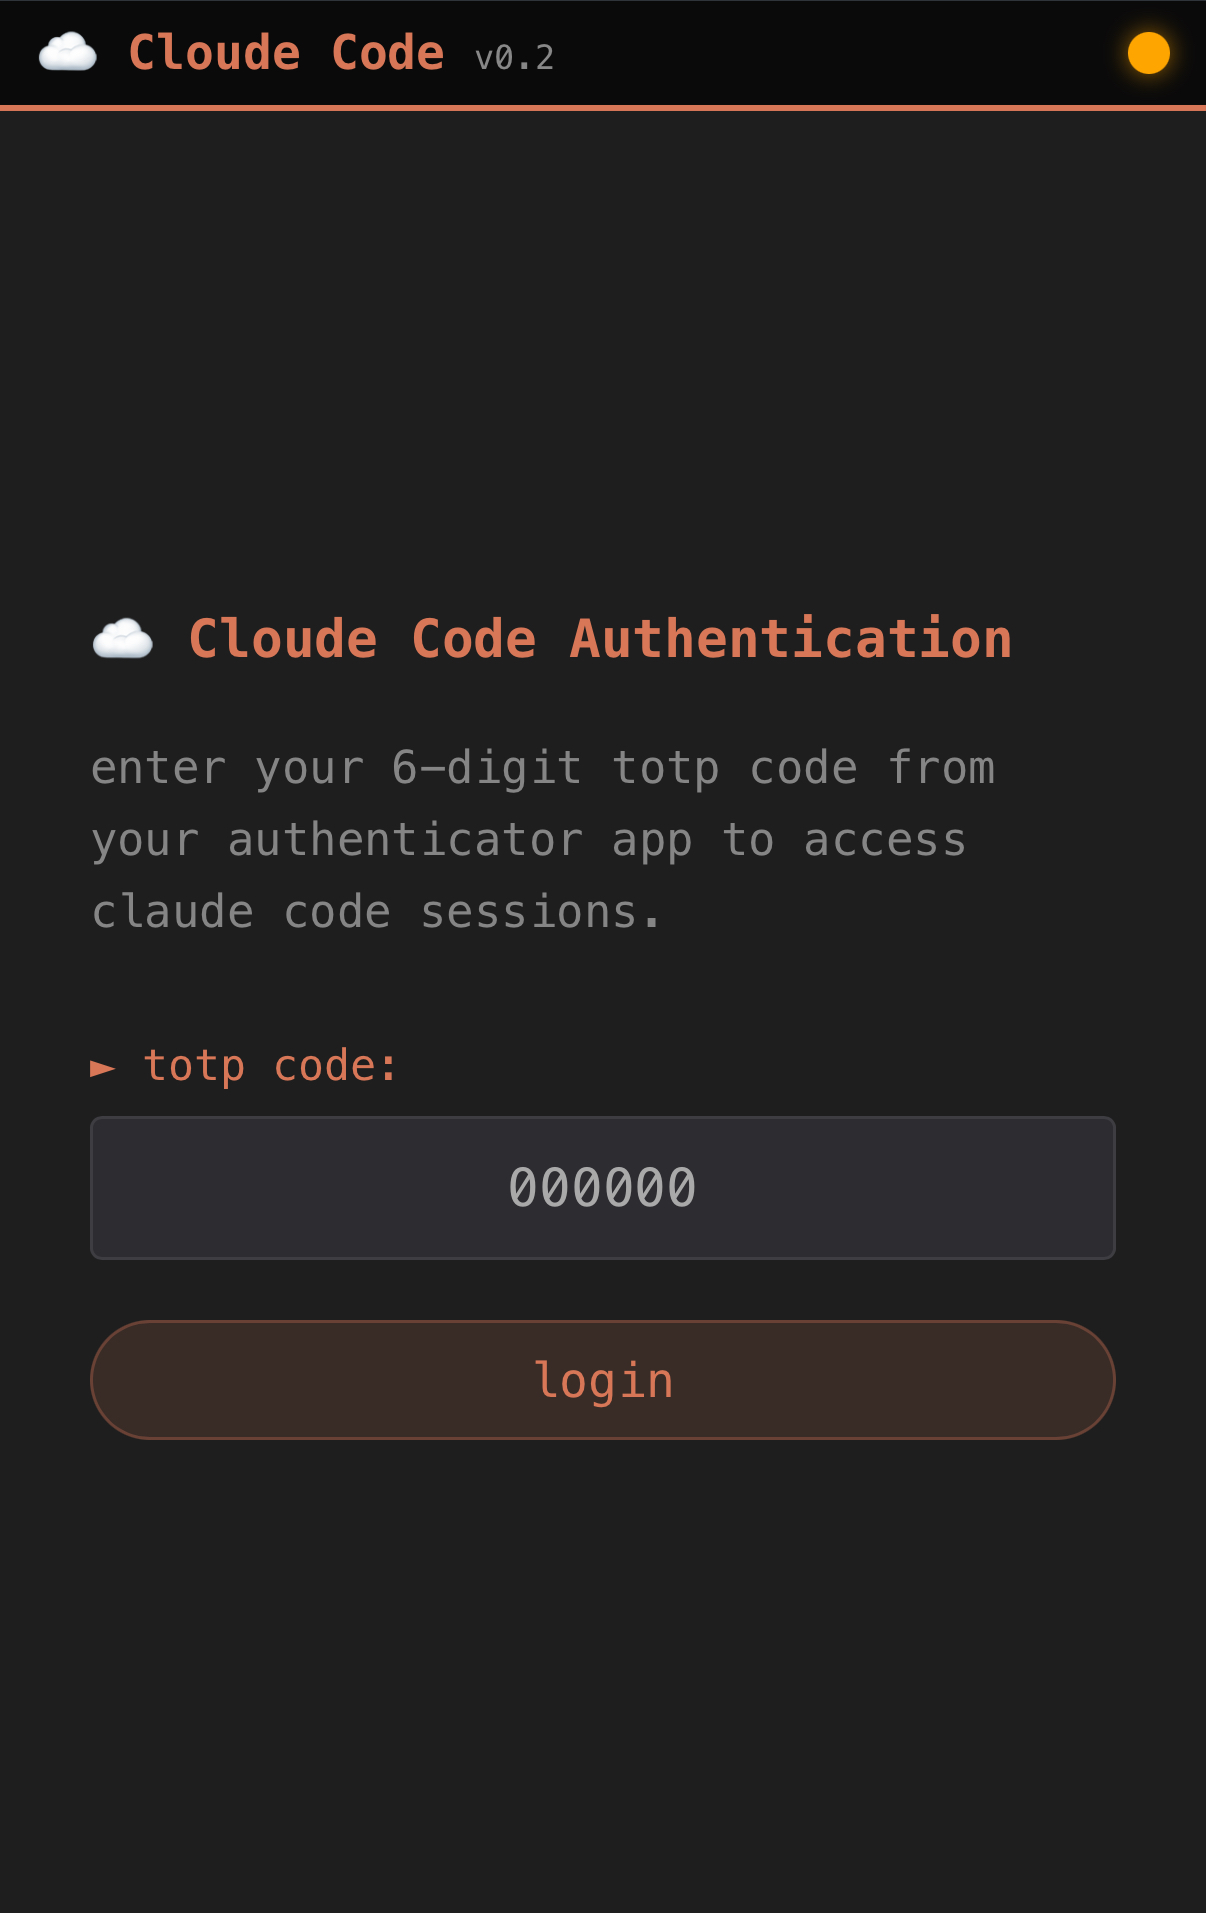 ☁️ Cloude Code v0.2
☁️ Cloude Code Authentication
enter your 6-digit totp code from
your authenticator app to access
claude code sessions.
► totp code:
000000
login